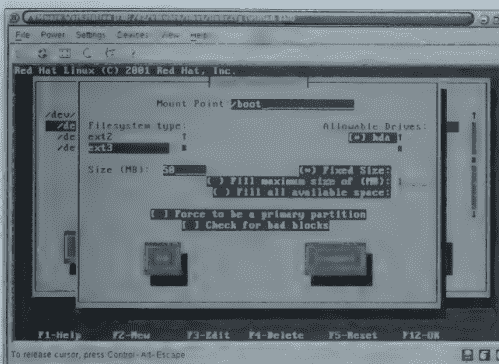 File Power Settings Devices View Help
Red Hat Linux (C) 2001 Red Hat, Inc.
Mount Point /boot
/dev/
/de
/de
/de
Filesystem type:
ext2
ext3
Allowable Drives:
(*) hda
Size (MB): 50
(*) Fixed Size:
( ) Fill maximum size of (MB):
( ) Fill all available space:
[ ] Force to be a primary partition
[ ] Check for bad blocks
F1-Help F2-New F3-Edit F4-Delete F5-Reset F12-OK
To release cursor, press Control-Alt-Escape